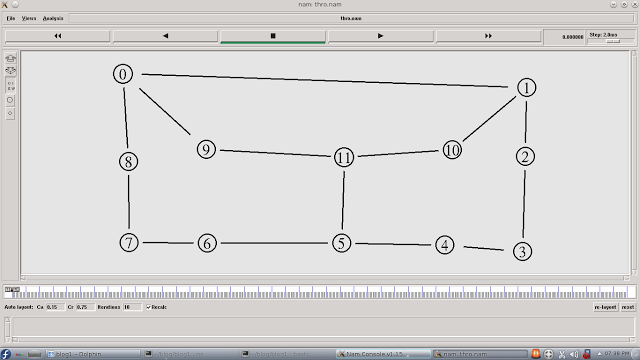 nam: thro.nam
File Views Analysis thro.nam
0.000000 Step: 2.0ms
0
1
9 11 10 2
8
7 6 5 4 3
Auto layout: Ca 0.15 Cr 0.75 Iterations 10 Recalc re-layout reset
blog1 – Dolphin Nam Console v1.15 nam: thro.nam 07:38 PM